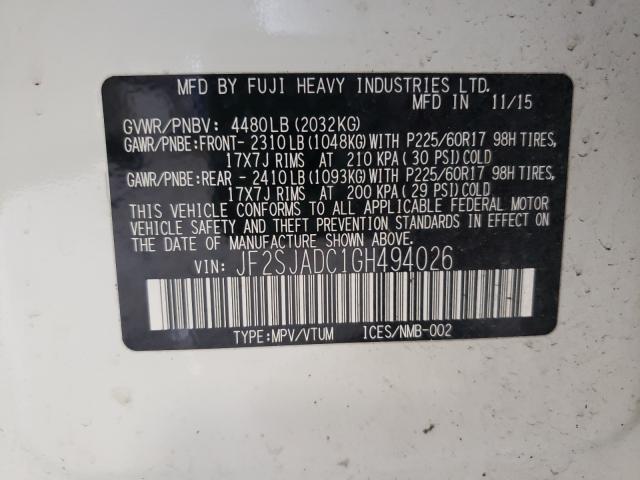 MFD BY FUJI HEAVY INDUSTRIES LTD.
MFD IN 11/15
GVWR/PNBV: 4480LB(2032KG)
GAWR/PNBE:FRONT- 2310LB(1048KG)WITH P225/60R17 98H TIRES,
17X7J RIMS AT 210 KPA(30 PSI)COLD
GAWR/PNBE:REAR - 2410LB(1093KG)WITH P225/60R17 98H TIRES,
17X7J RIMS AT 200 KPA(29 PSI)COLD
THIS VEHICLE CONFORMS TO ALL APPLICABLE FEDERAL MOTOR
VEHICLE SAFETY AND THEFT PREVENTION STANDARDS IN EFFECT ON
THE DATE OF MANUFACTURE SHOWN ABOVE.
VIN: JF2SJADC1GH494026
TYPE:MPV/VTUM ICES/NMB-002